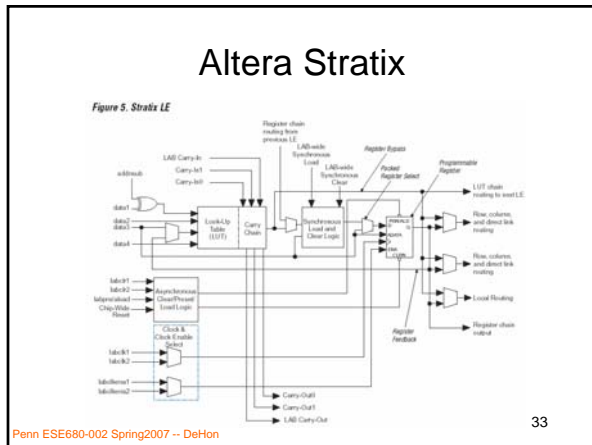 Altera Stratix
Figure 5. Stratix LE
Register chain
routing from
previous LE
LAB-wide
Synchronous
Load
LAB-wide
Synchronous
Clear
Register Bypass
Packed
Register Select
Programmable
Register
LAB Carry-In
Carry-In1
Carry-In0
addnsub
data1
data2
data3
data4
Look-Up
Table
(LUT)
Carry
Chain
Synchronous
Load and
Clear Logic
PRN/ALD
D
Q
ADATA
ENA
CLRN
LUT chain
routing to next LE
Row, column,
and direct link
routing
Row, column,
and direct link
routing
Local Routing
Register chain
output
Register
Feedback
labclr1
labclr2
labpre/aload
Chip-Wide
Reset
Asynchronous
Clear/Preset/
Load Logic
Clock &
Clock Enable
Select
labclk1
labclk2
labclkena1
labclkena2
Carry-Out0
Carry-Out1
LAB Carry-Out
33
Penn ESE680-002 Spring2007 -- DeHon